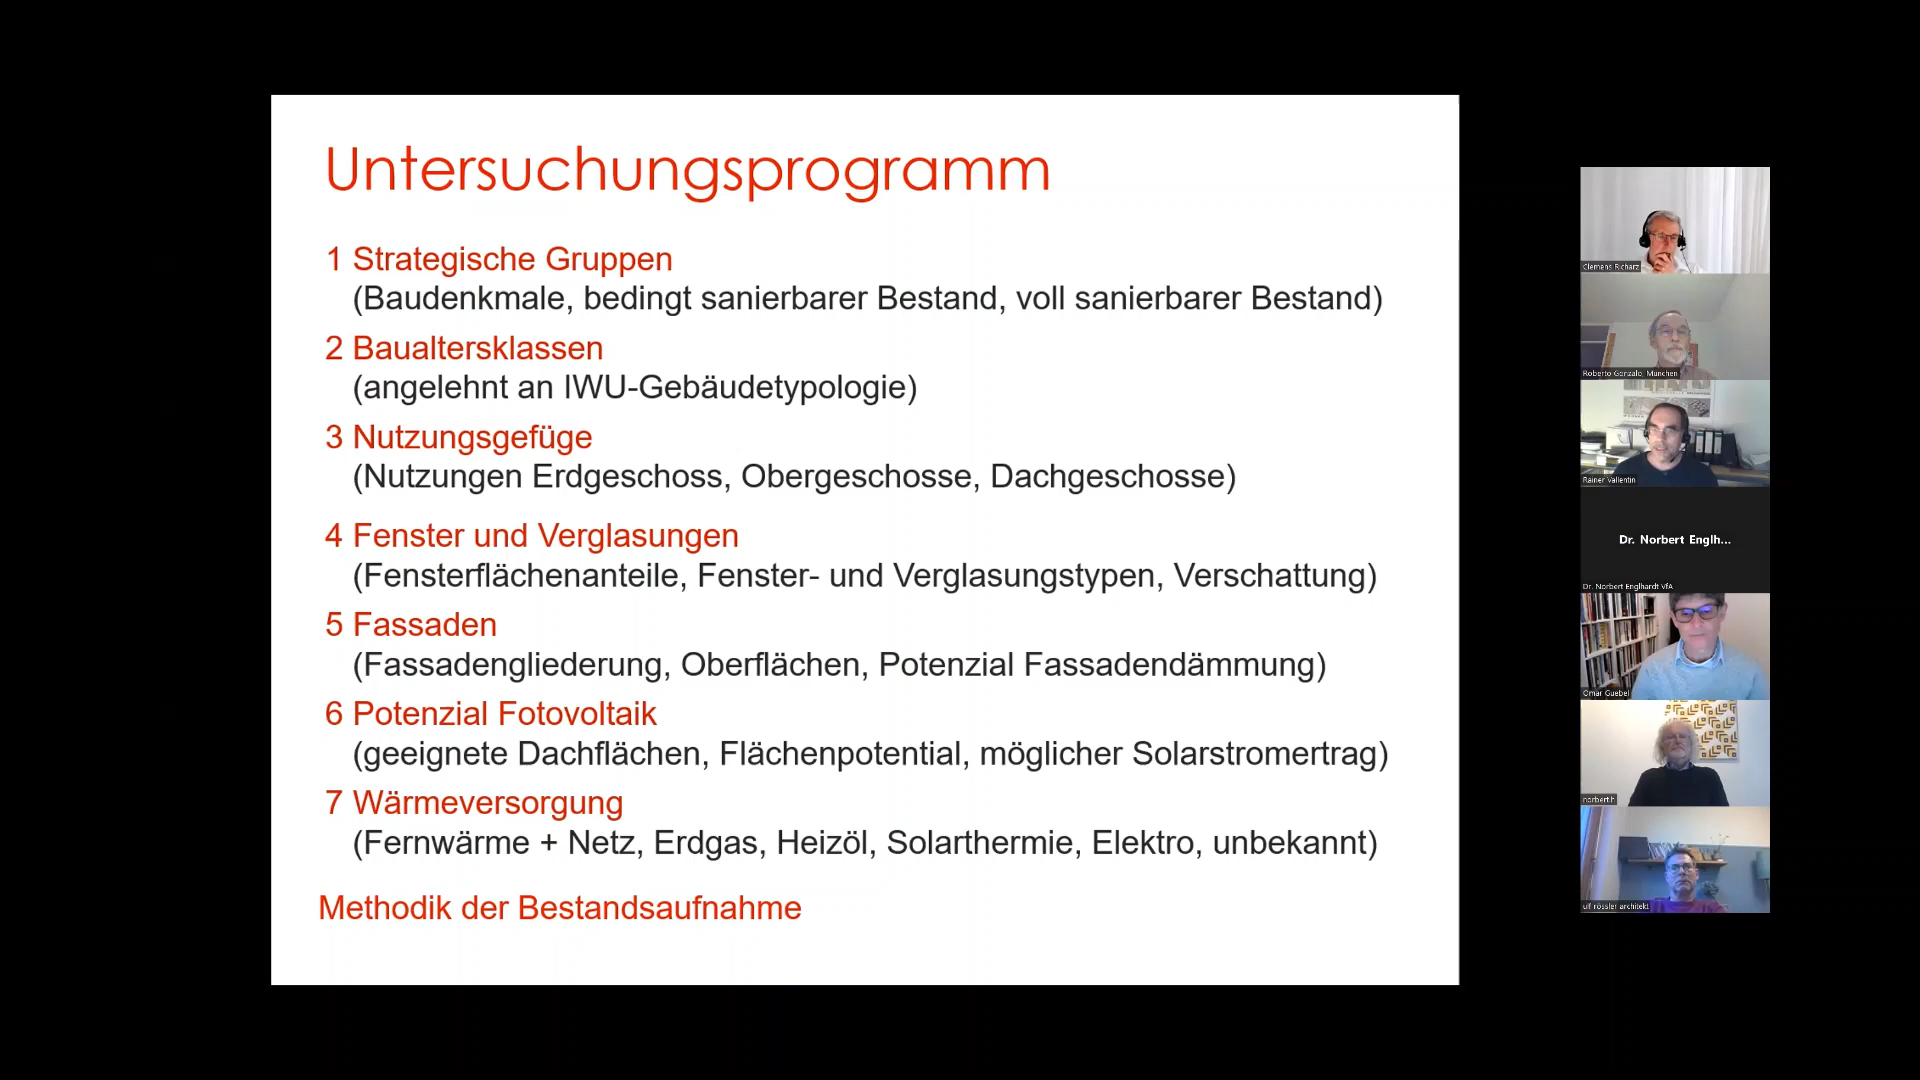 Untersuchungsprogramm
1 Strategische Gruppen
(Baudenkmale, bedingt sanierbarer Bestand, voll sanierbarer Bestand)
2 Baualtersklassen
(angelehnt an IWU-Gebäudetypologie)
3 Nutzungsgefüge
(Nutzungen Erdgeschoss, Obergeschosse, Dachgeschosse)
4 Fenster und Verglasungen
(Fensterflächenanteile, Fenster- und Verglasungstypen, Verschattung)
5 Fassaden
(Fassadengliederung, Oberflächen, Potenzial Fassadendämmung)
6 Potenzial Fotovoltaik
(geeignete Dachflächen, Flächenpotential, möglicher Solarstromertrag)
7 Wärmeversorgung
(Fernwärme + Netz, Erdgas, Heizöl, Solarthermie, Elektro, unbekannt)
Methodik der Bestandsaufnahme
Clemens Richarz
Roberto Gonzalo, München
Rainer Vallentin
Dr. Norbert Englh...
Dr. Norbert Englhardt VfA
Omar Guebel
norbert.h
ulf rössler architekt